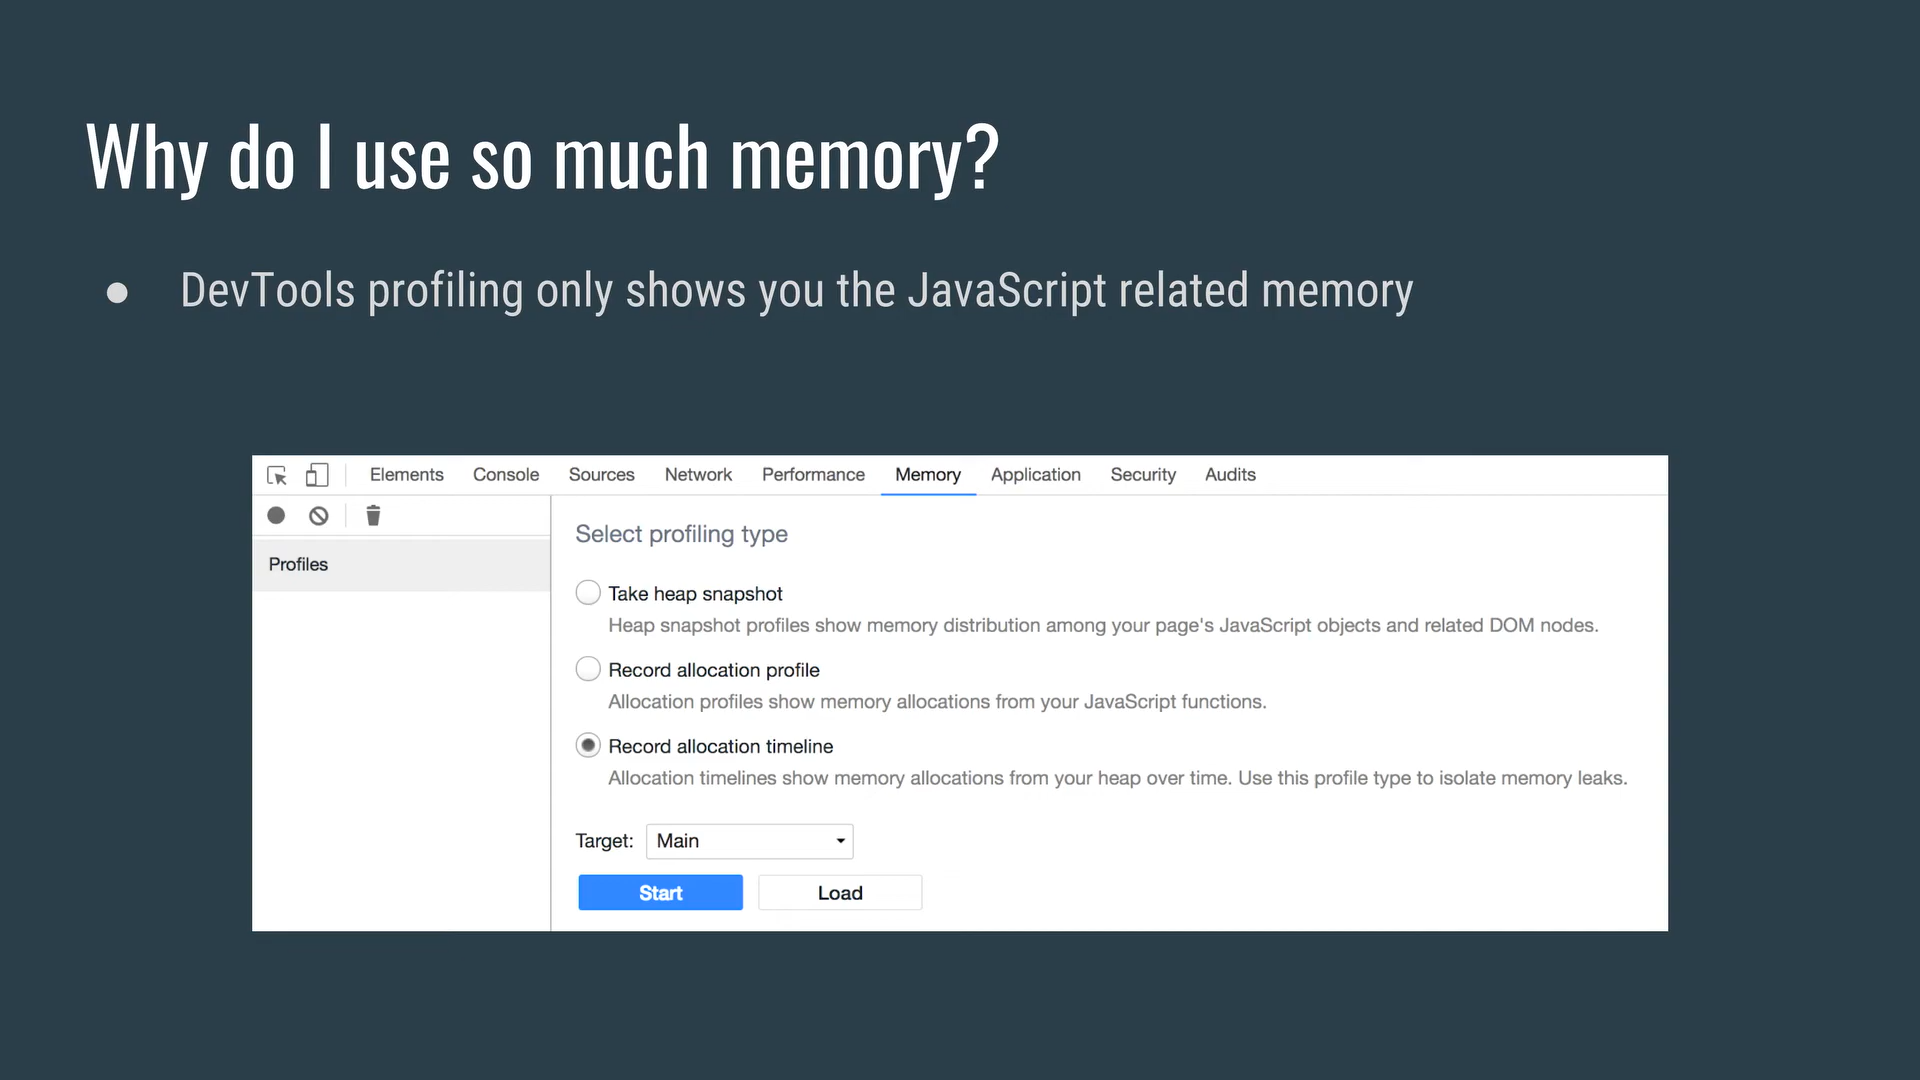 Why do I use so much memory?
● DevTools profiling only shows you the JavaScript related memory
Elements Console Sources Network Performance Memory Application Security Audits
Profiles
Select profiling type
Take heap snapshot
Heap snapshot profiles show memory distribution among your page's JavaScript objects and related DOM nodes.
Record allocation profile
Allocation profiles show memory allocations from your JavaScript functions.
Record allocation timeline
Allocation timelines show memory allocations from your heap over time. Use this profile type to isolate memory leaks.
Target: Main
Start Load